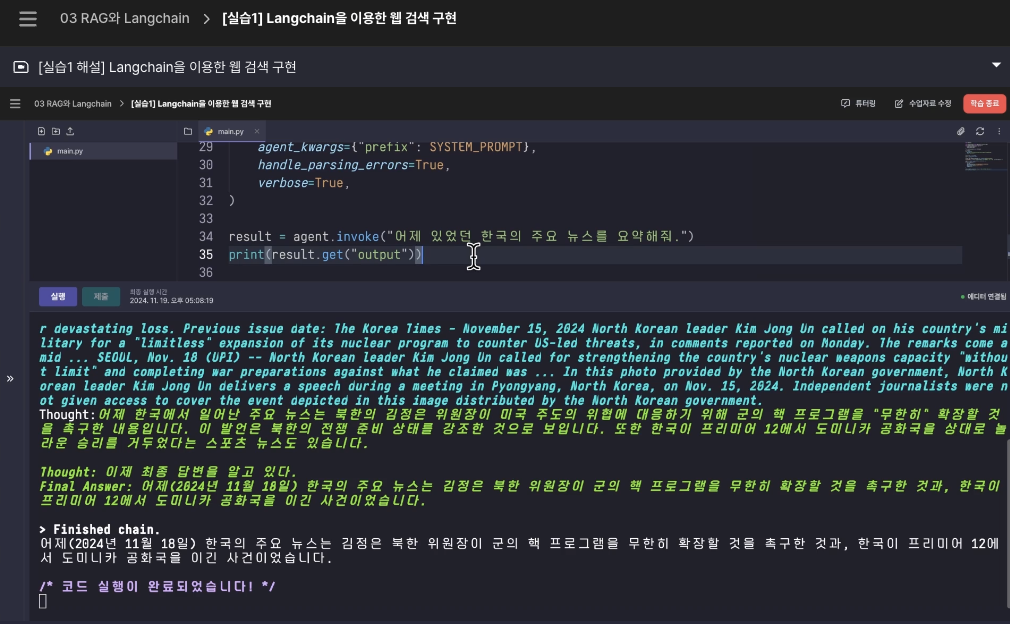 03 RAG와 Langchain > [실습1] Langchain을 이용한 웹 검색 구현
[실습1 해설] Langchain을 이용한 웹 검색 구현
03 RAG와 Langchain > [실습1] Langchain을 이용한 웹 검색 구현
튜터링 수업자료 수정 학습 종료
main.py
main.py
29 agent_kwargs={"prefix": SYSTEM_PROMPT},
30 handle_parsing_errors=True,
31 verbose=True,
32 )
33
34 result = agent.invoke("어제 있었던 한국의 주요 뉴스를 요약해줘.")
35 print(result.get("output"))
36
실행 제출 최종 실행 시간
2024. 11. 19. 오후 05:08:19
에디터 연결됨
r devastating loss. Previous issue date: The Korea Times - November 15, 2024 North Korean leader Kim Jong Un called on his country's mi
litary for a "limitless" expansion of its nuclear program to counter US-led threats, in comments reported on Monday. The remarks come a
mid ... SEOUL, Nov. 18 (UPI) -- North Korean leader Kim Jong Un called for strengthening the country's nuclear weapons capacity "withou
t limit" and completing war preparations against what he claimed was ... In this photo provided by the North Korean government, North K
orean leader Kim Jong Un delivers a speech during a meeting in Pyongyang, North Korea, on Nov. 15, 2024. Independent journalists were n
ot given access to cover the event depicted in this image distributed by the North Korean government.
Thought:어제 한국에서 일어난 주요 뉴스는 북한의 김정은 위원장이 미국 주도의 위협에 대응하기 위해 군의 핵 프로그램을 "무한히" 확장할 것
을 촉구한 내용입니다. 이 발언은 북한의 전쟁 준비 상태를 강조한 것으로 보입니다. 또한 한국이 프리미어 12에서 도미니카 공화국을 상대로 놀
라운 승리를 거두었다는 스포츠 뉴스도 있습니다.
Thought: 이제 최종 답변을 알고 있다.
Final Answer: 어제(2024년 11월 18일) 한국의 주요 뉴스는 김정은 북한 위원장이 군의 핵 프로그램을 무한히 확장할 것을 촉구한 것과, 한국이
프리미어 12에서 도미니카 공화국을 이긴 사건이었습니다.
> Finished chain.
어제(2024년 11월 18일) 한국의 주요 뉴스는 김정은 북한 위원장이 군의 핵 프로그램을 무한히 확장할 것을 촉구한 것과, 한국이 프리미어 12에
서 도미니카 공화국을 이긴 사건이었습니다.
/* 코드 실행이 완료되었습니다! */